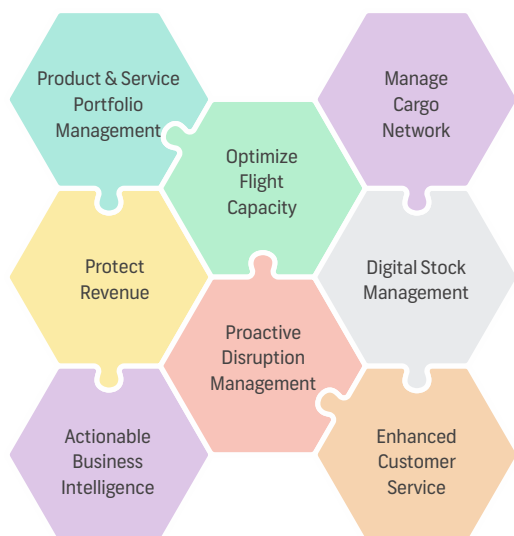 Product & Service
Portfolio
Management
Manage
Cargo
Network
Optimize
Flight
Capacity
Protect
Revenue
Digital Stock
Management
Proactive
Disruption
Management
Actionable
Business
Intelligence
Enhanced
Customer
Service